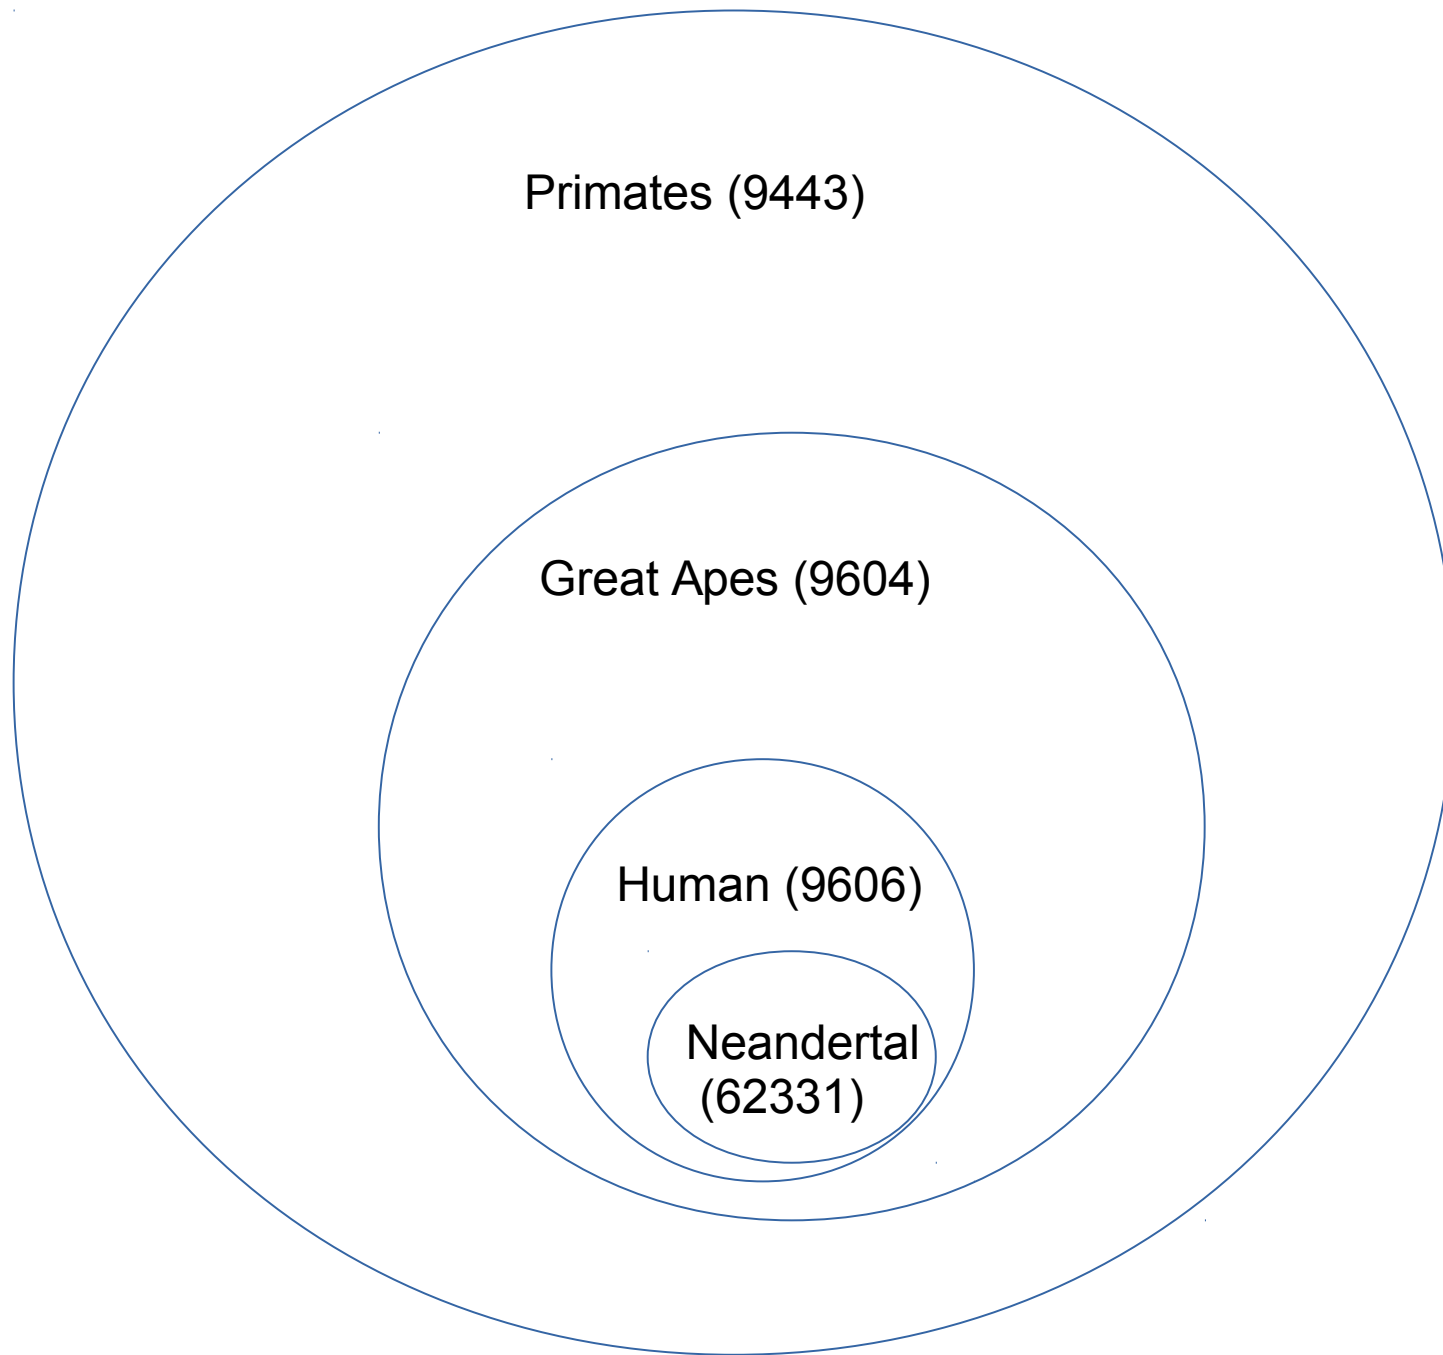 Primates (9443)
Great Apes (9604)
Human (9606)
Neandertal
(62331)